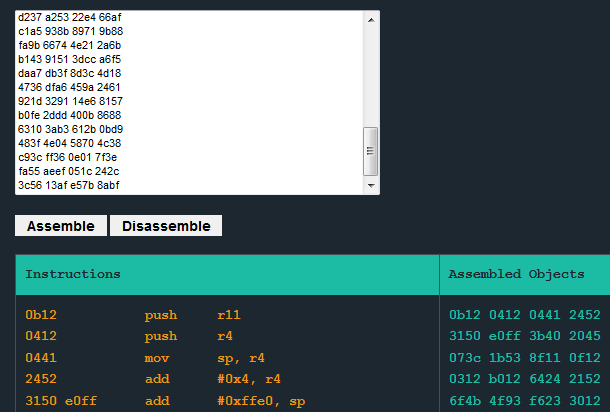 d237 a253 22e4 66af
c1a5 938b 8971 9b88
fa9b 6674 4e21 2a6b
b143 9151 3dcc a6f5
daa7 db3f 8d3c 4d18
4736 dfa6 459a 2461
921d 3291 14e6 8157
b0fe 2ddd 400b 8688
6310 3ab3 612b 0bd9
483f 4e04 5870 4c38
c93c ff36 0e01 7f3e
fa55 aeef 051c 242c
3c56 13af e57b 8abf
Assemble Disassemble
Instructions Assembled Objects
0b12 push r11 0b12 0412 0441 2452
0412 push r4 3150 e0ff 3b40 2045
0441 mov sp, r4 073c 1b53 8f11 0f12
2452 add #0x4, r4 0312 b012 6424 2152
3150 e0ff add #0xffe0, sp 6f4b 4f93 f623 3012